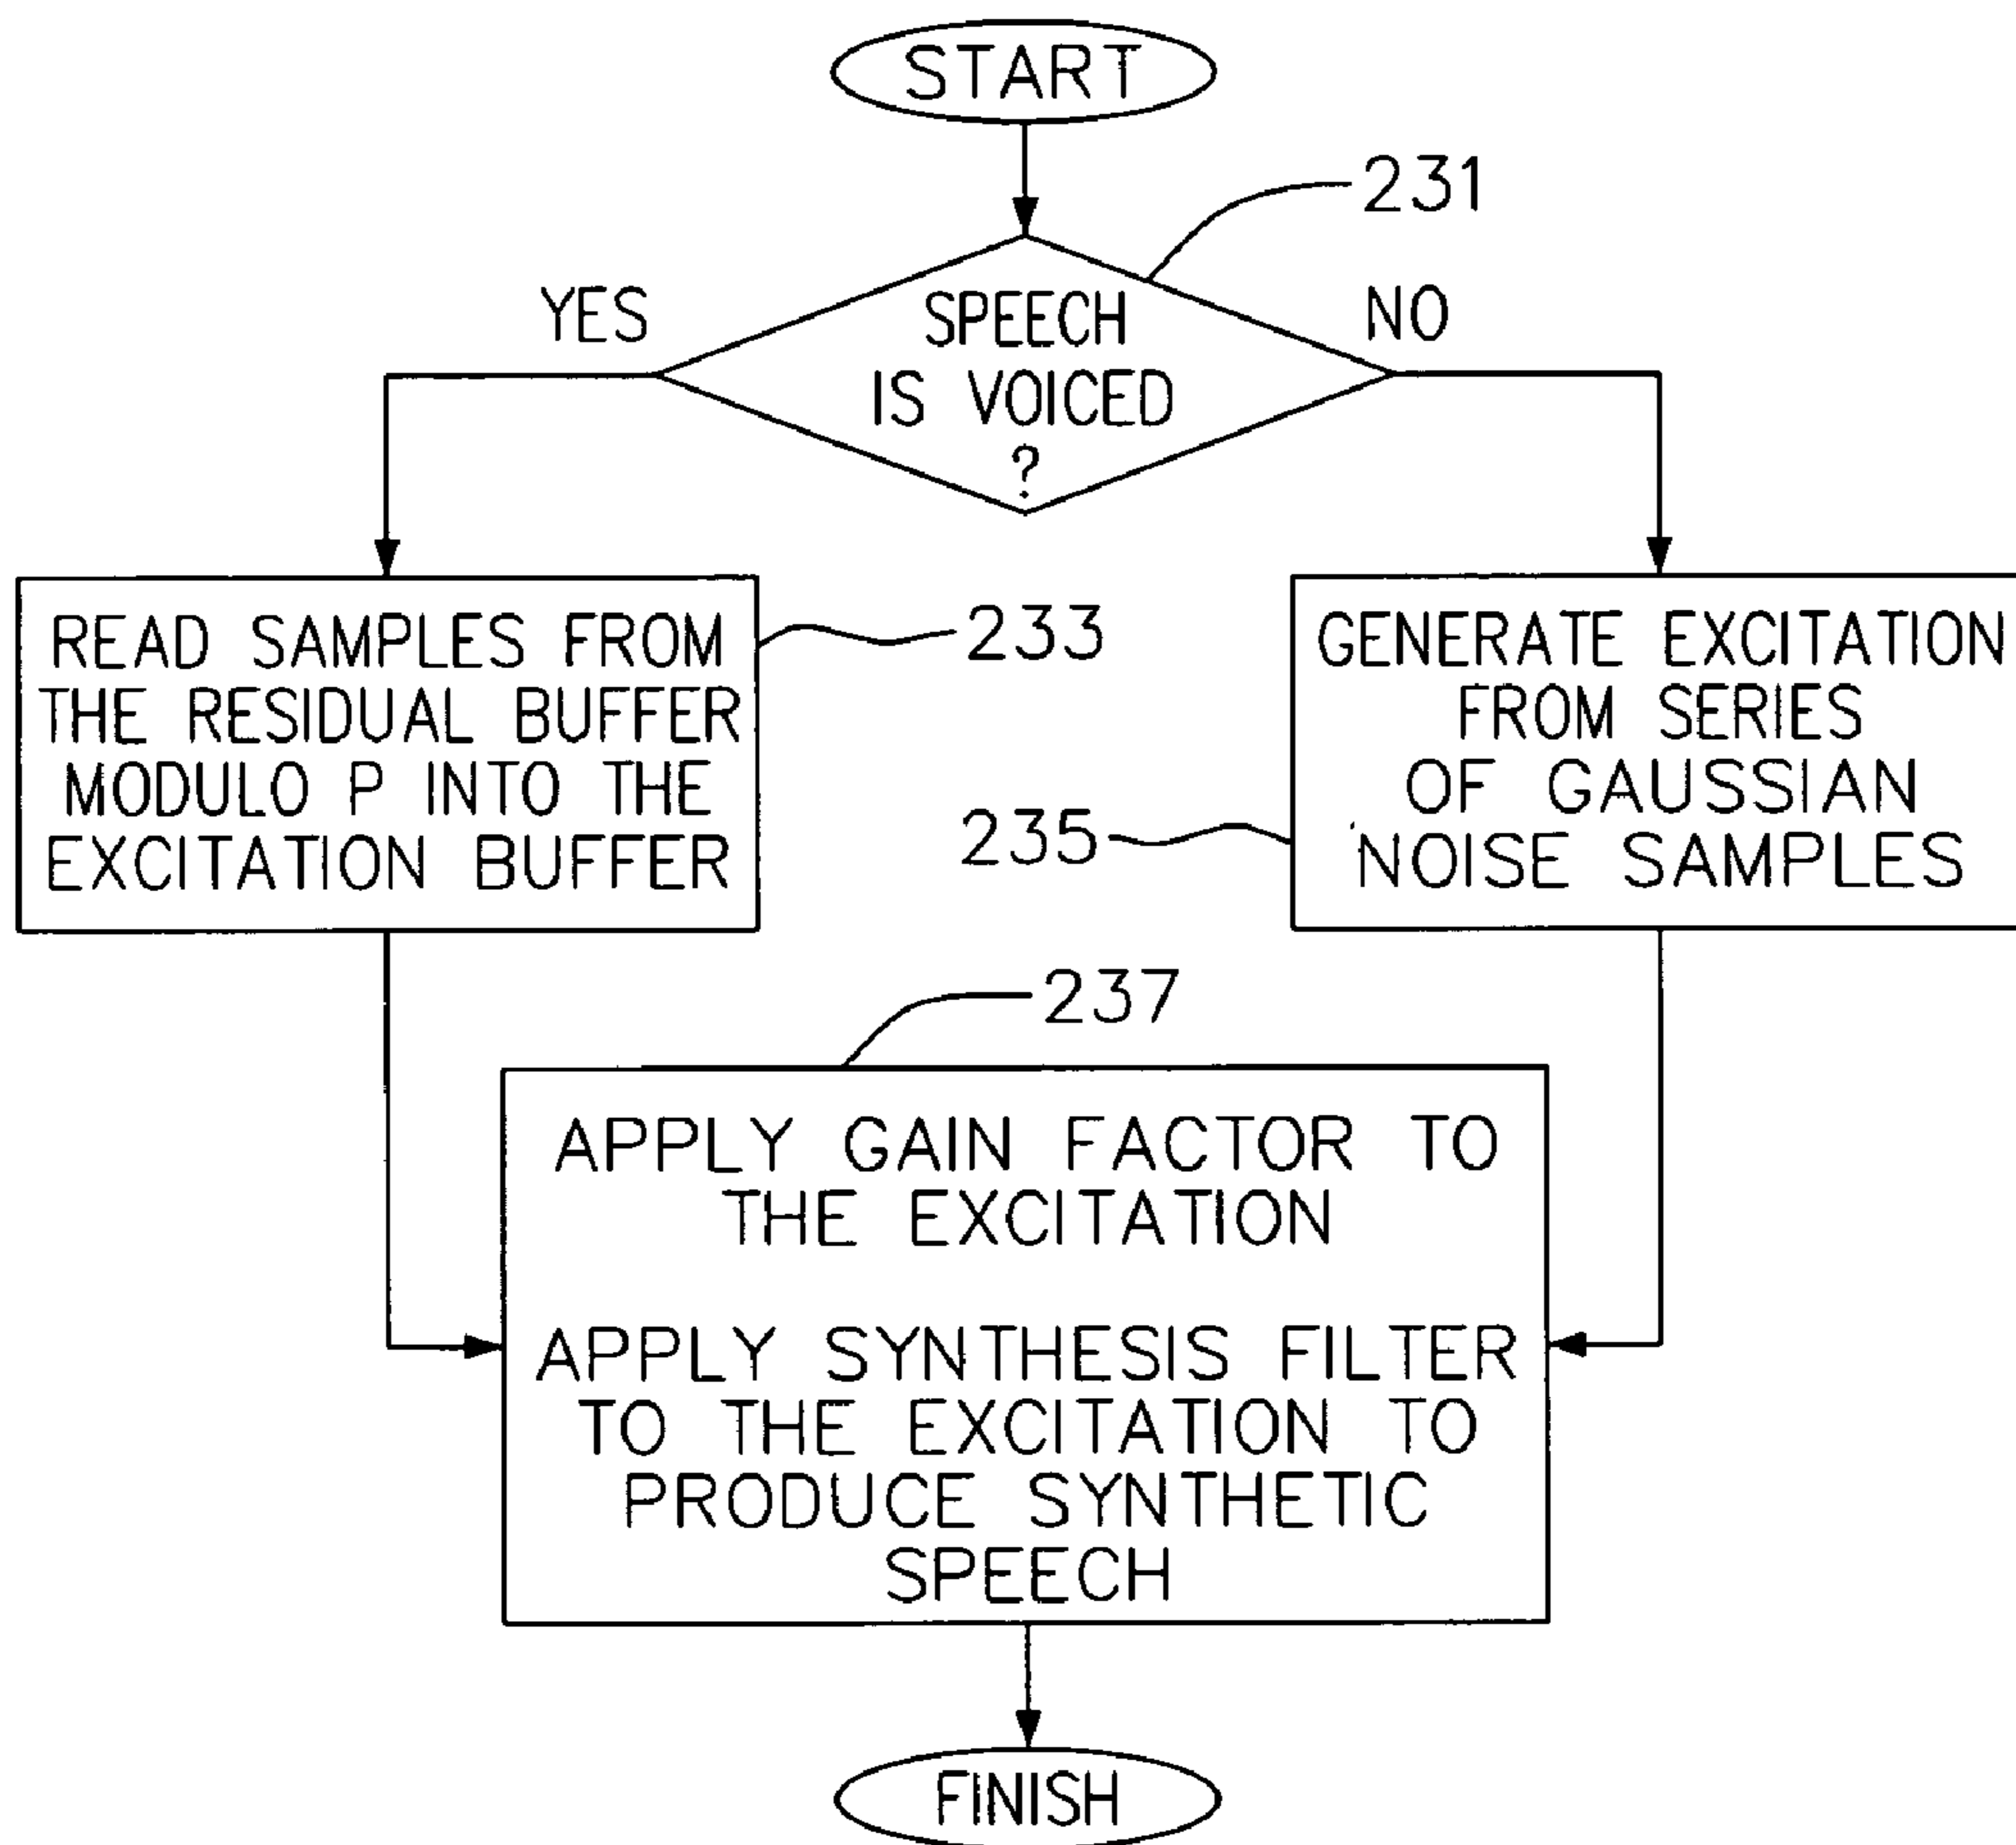 START
231
YES
SPEECH
IS VOICED
?
NO
READ SAMPLES FROM
THE RESIDUAL BUFFER
MODULO P INTO THE
EXCITATION BUFFER
233
GENERATE EXCITATION
FROM SERIES
OF GAUSSIAN
NOISE SAMPLES
235
237
APPLY GAIN FACTOR TO
THE EXCITATION
APPLY SYNTHESIS FILTER
TO THE EXCITATION TO
PRODUCE SYNTHETIC
SPEECH
FINISH